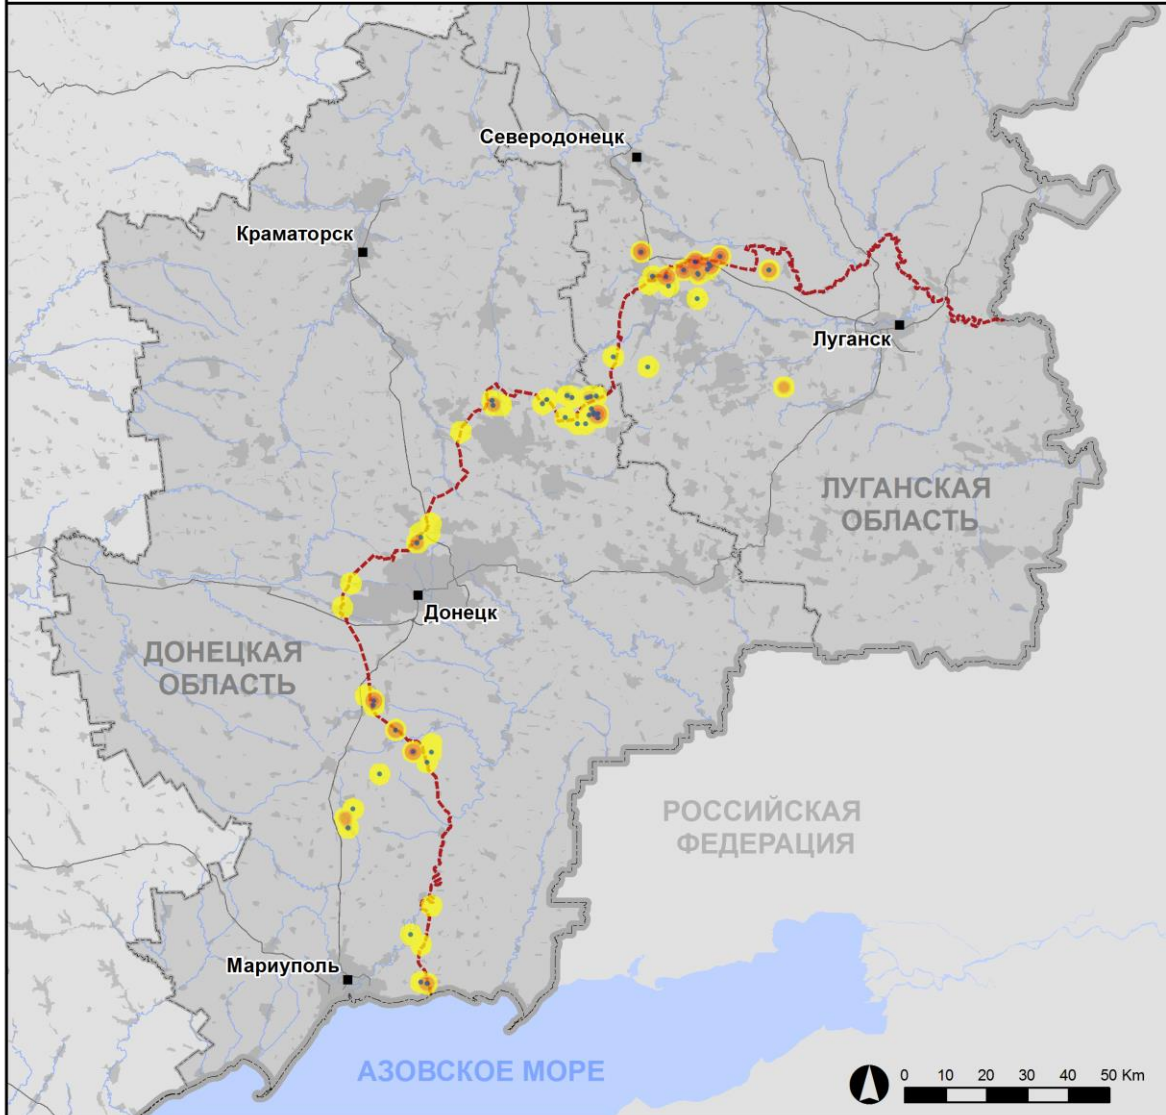 Северодонецк
Краматорск
Луганск
ЛУГАНСКАЯ
ОБЛАСТЬ
Донецк
ДОНЕЦКАЯ
ОБЛАСТЬ
РОССИЙСКАЯ
ФЕДЕРАЦИЯ
Мариуполь
АЗОВСКОЕ МОРЕ
0 10 20 30 40 50 Km